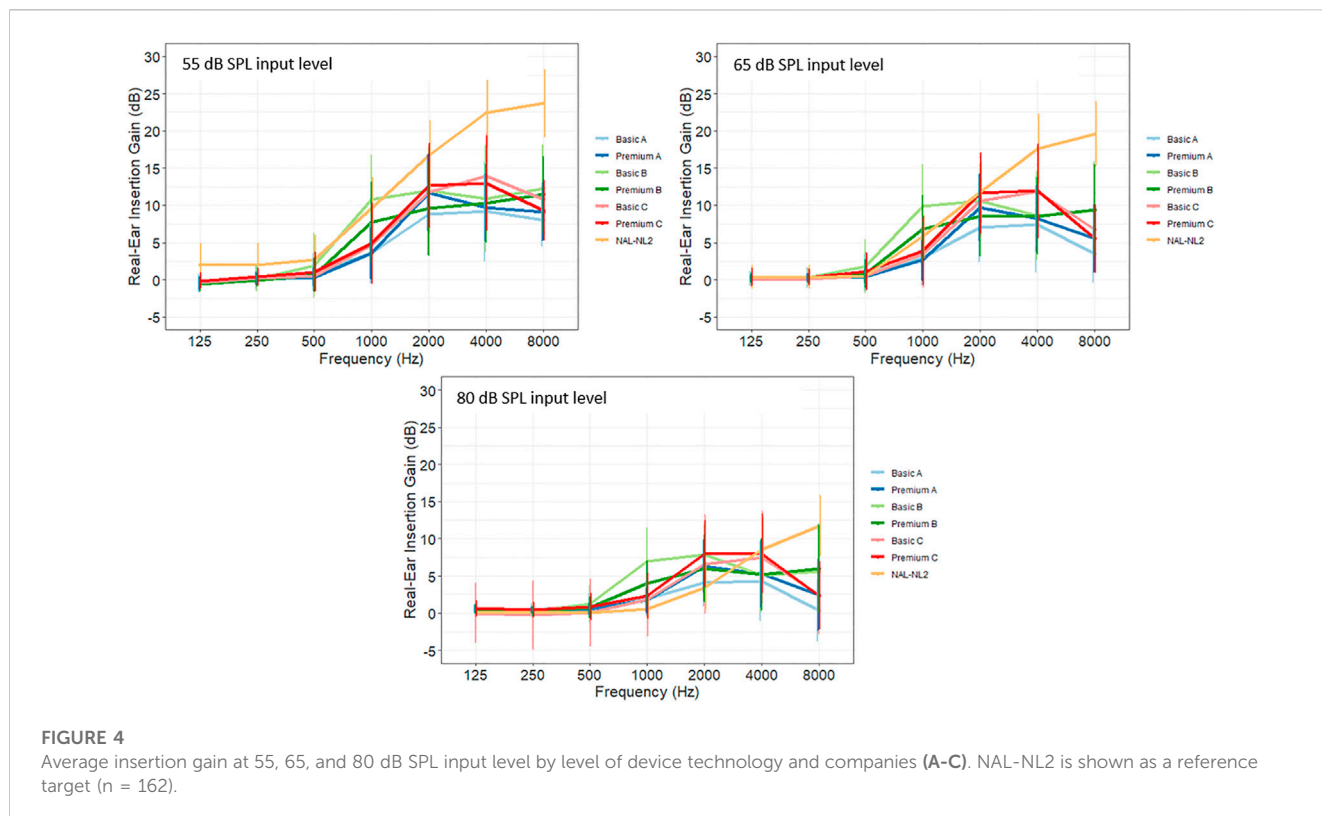 55 dB SPL input level
Real-Ear Insertion Gain (dB)
30
25
20
15
10
5
0
-5
125 250 500 1000 2000 4000 8000
Frequency (Hz)
Basic A
Premium A
Basic B
Premium B
Basic C
Premium C
NAL-NL2
65 dB SPL input level
Real-Ear Insertion Gain (dB)
30
25
20
15
10
5
0
-5
125 250 500 1000 2000 4000 8000
Frequency (Hz)
Basic A
Premium A
Basic B
Premium B
Basic C
Premium C
NAL-NL2
80 dB SPL input level
Real-Ear Insertion Gain (dB)
30
25
20
15
10
5
0
-5
125 250 500 1000 2000 4000 8000
Frequency (Hz)
Basic A
Premium A
Basic B
Premium B
Basic C
Premium C
NAL-NL2
FIGURE 4
Average insertion gain at 55, 65, and 80 dB SPL input level by level of device technology and companies (A-C). NAL-NL2 is shown as a reference
target (n = 162).